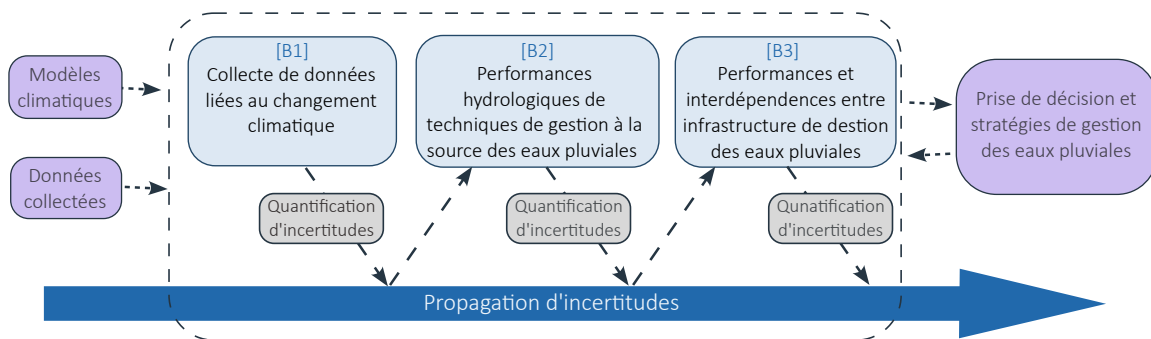 Modèles
climatiques
Données
collectées
[B1]
Collecte de données
liées au changement
climatique
[B2]
Performances
hydrologiques de
techniques de gestion à la
source des eaux pluviales
[B3]
Performances et
interdépendences entre
infrastructure de destion
des eaux pluviales
Prise de décision et
stratégies de gestion
des eaux pluviales
Quantification
d'incertitudes
Quantification
d'incertitudes
Qunatification
d'incertitudes
Propagation d'incertitudes